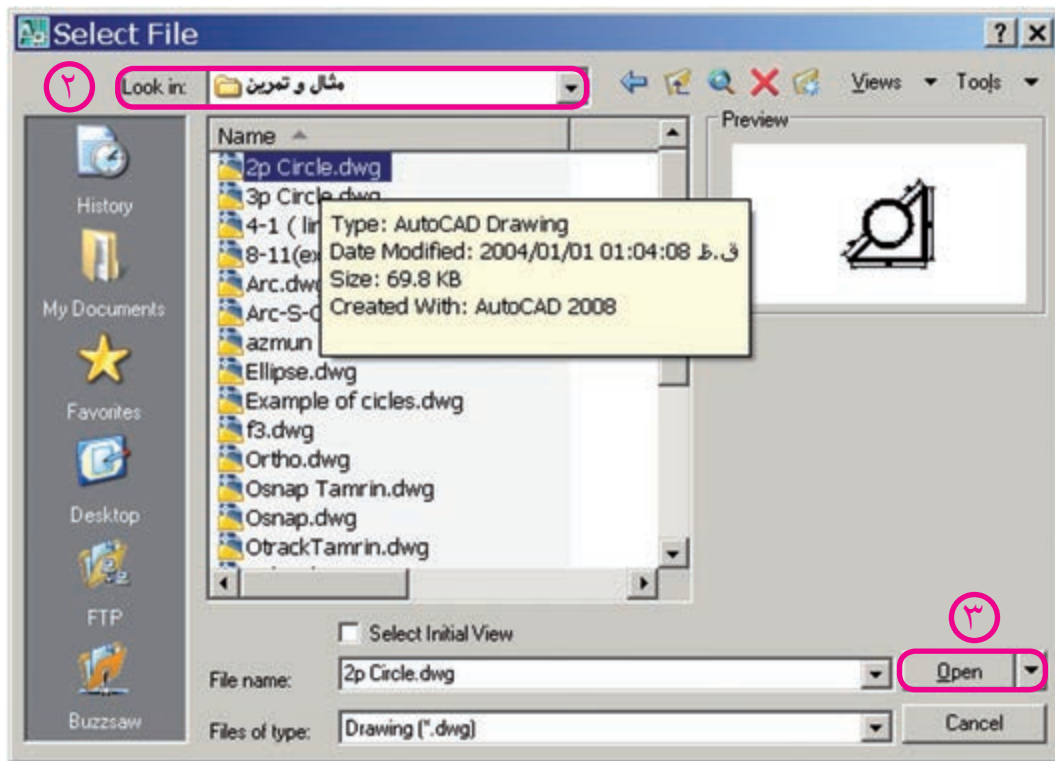 Select File
۲
Look in: مثال و تمرین
Views Tools
History
My Documents
Favorites
Desktop
FTP
Buzzsaw
Name
2p Circle.dwg
3p Circle.dwg
4-1 ( lin
8-11(ex
Arc.dwg
Arc-S-C
azmun
Ellipse.dwg
Example of cicles.dwg
f3.dwg
Ortho.dwg
Osnap Tamrin.dwg
Osnap.dwg
OtrackTamrin.dwg
Type: AutoCAD Drawing
Date Modified: 2004/01/01 01:04:08 ق.ظ
Size: 69.8 KB
Created With: AutoCAD 2008
Preview
Select Initial View
File name: 2p Circle.dwg
۳
Open
Files of type: Drawing (*.dwg)
Cancel